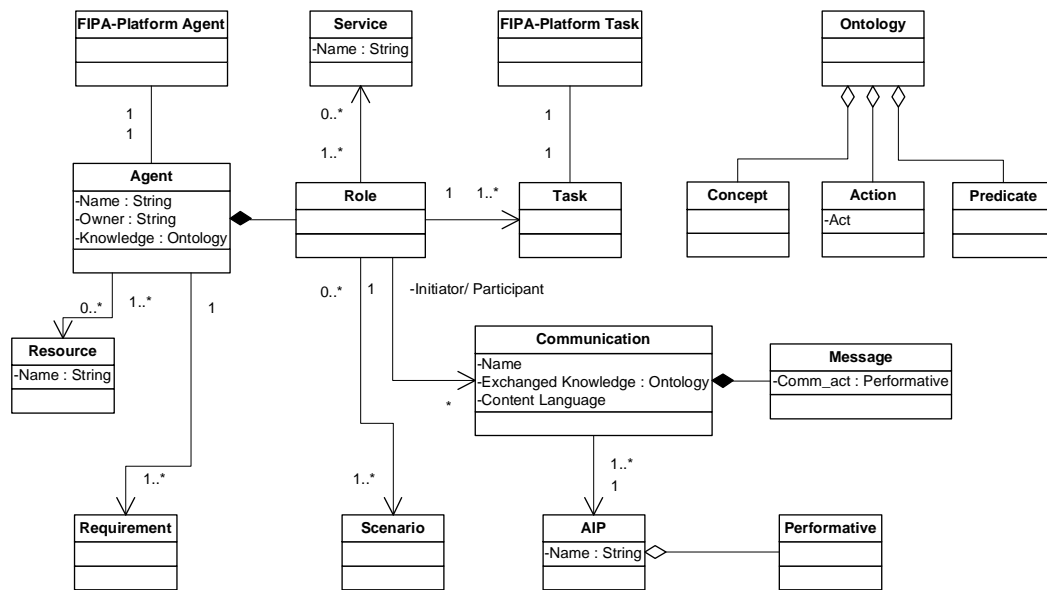 FIPA-Platform Agent
Service
-Name : String
FIPA-Platform Task
Ontology
1
1
0..*
1..*
1
1
Agent
-Name : String
-Owner : String
-Knowledge : Ontology
Role
1
1..*
Task
Concept
Action
-Act
Predicate
0..*
1..*
1
0..*
1
-Initiator/ Participant
Resource
-Name : String
Communication
-Name
-Exchanged Knowledge : Ontology
-Content Language
*
Message
-Comm_act : Performative
1..*
1..*
1..*
1
Requirement
Scenario
AIP
-Name : String
Performative